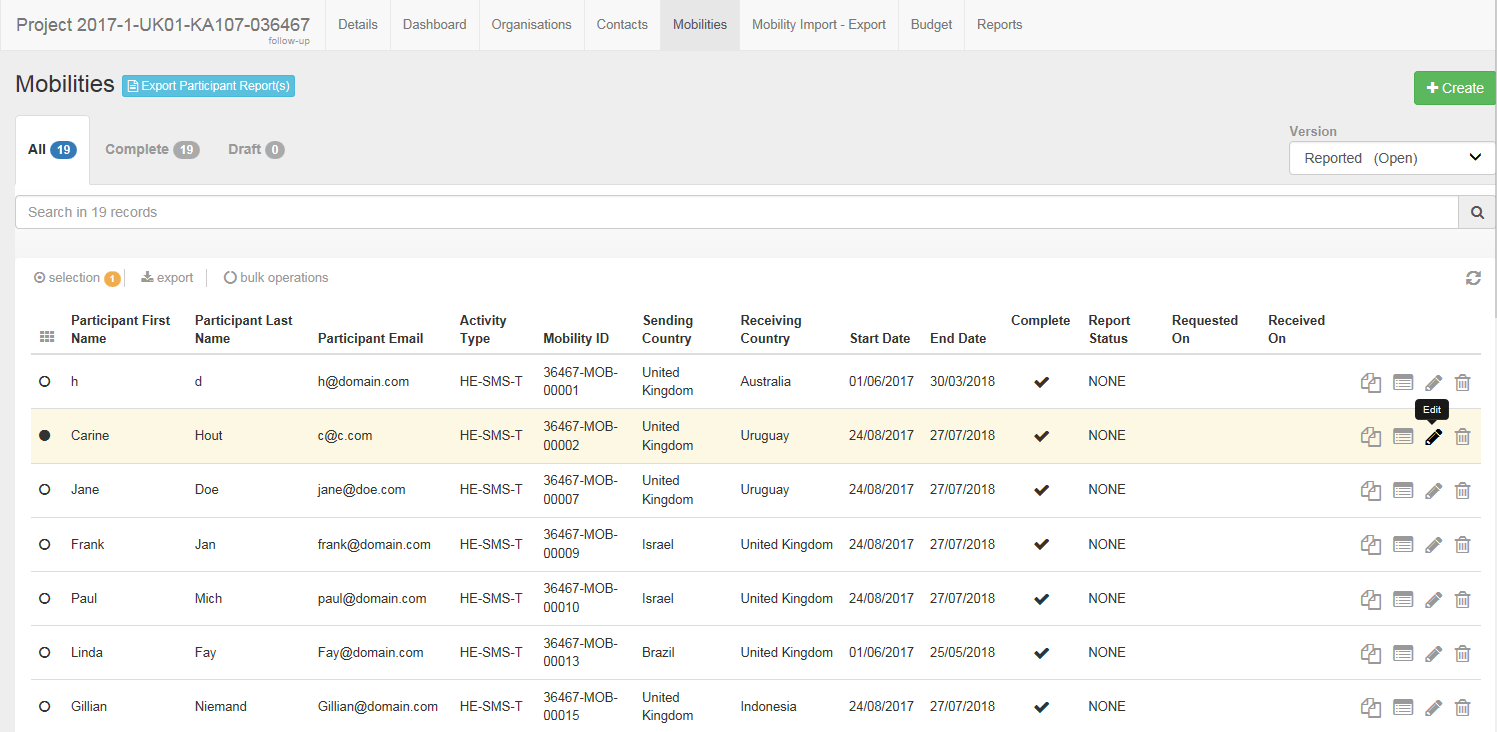 Project 2017-1-UK01-KA107-036467 Details Dashboard Organisations Contacts Mobilities Mobility Import - Export Budget Reports
follow-up
Mobilities Export Participant Report(s)
Create
All 19 Complete 19 Draft 0
Version
Reported (Open)
Search in 19 records
selection 1 export bulk operations
Participant First Name Participant Last Name Participant Email Activity Type Mobility ID Sending Country Receiving Country Start Date End Date Complete Report Status Requested On Received On
h d h@domain.com HE-SMS-T 36467-MOB-00001 United Kingdom Australia 01/06/2017 30/03/2018 NONE
Edit
Carine Hout c@c.com HE-SMS-T 36467-MOB-00002 United Kingdom Uruguay 24/08/2017 27/07/2018 NONE
Jane Doe jane@doe.com HE-SMS-T 36467-MOB-00007 United Kingdom Uruguay 24/08/2017 27/07/2018 NONE
Frank Jan frank@domain.com HE-SMS-T 36467-MOB-00009 Israel United Kingdom 24/08/2017 27/07/2018 NONE
Paul Mich paul@domain.com HE-SMS-T 36467-MOB-00010 Israel United Kingdom 24/08/2017 27/07/2018 NONE
Linda Fay Fay@domain.com HE-SMS-T 36467-MOB-00013 Brazil United Kingdom 01/06/2017 25/05/2018 NONE
Gillian Niemand Gillian@domain.com HE-SMS-T 36467-MOB-00015 United Kingdom Indonesia 24/08/2017 27/07/2018 NONE